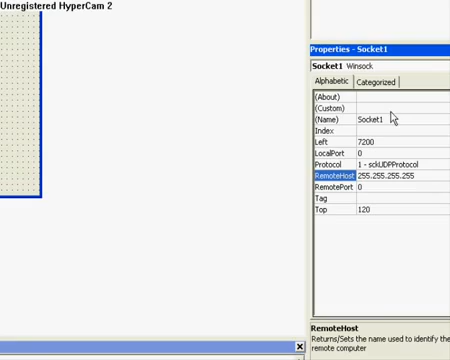 Unregistered HyperCam 2
Properties - Socket1
Socket1 Winsock
Alphabetic Categorized
(About)
(Custom)
(Name) Socket1
Index
Left 7200
LocalPort 0
Protocol 1 - sckUDPProtocol
RemoteHost 255.255.255.255
RemotePort 0
Tag
Top 120
RemoteHost
Returns/Sets the name used to identify the
remote computer